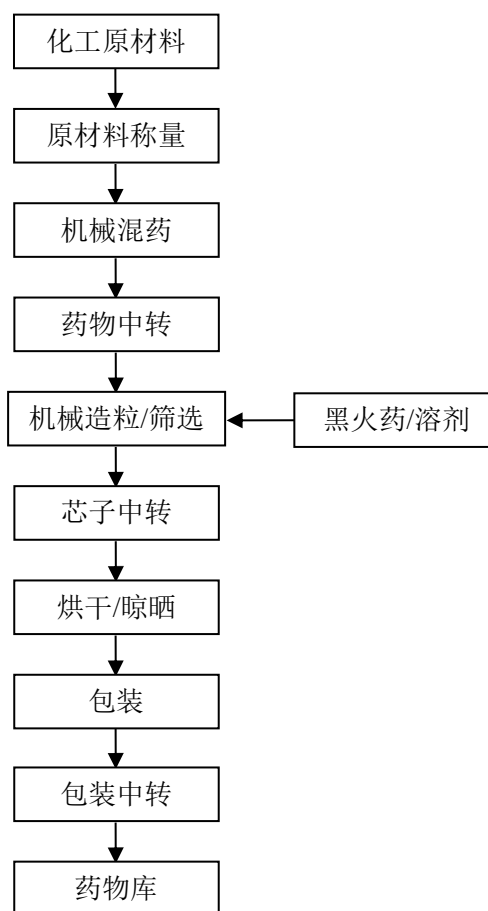 化工原材料
原材料称量
机械混药
药物中转
机械造粒/筛选
黑火药/溶剂
芯子中转
烘干/晾晒
包装
包装中转
药物库